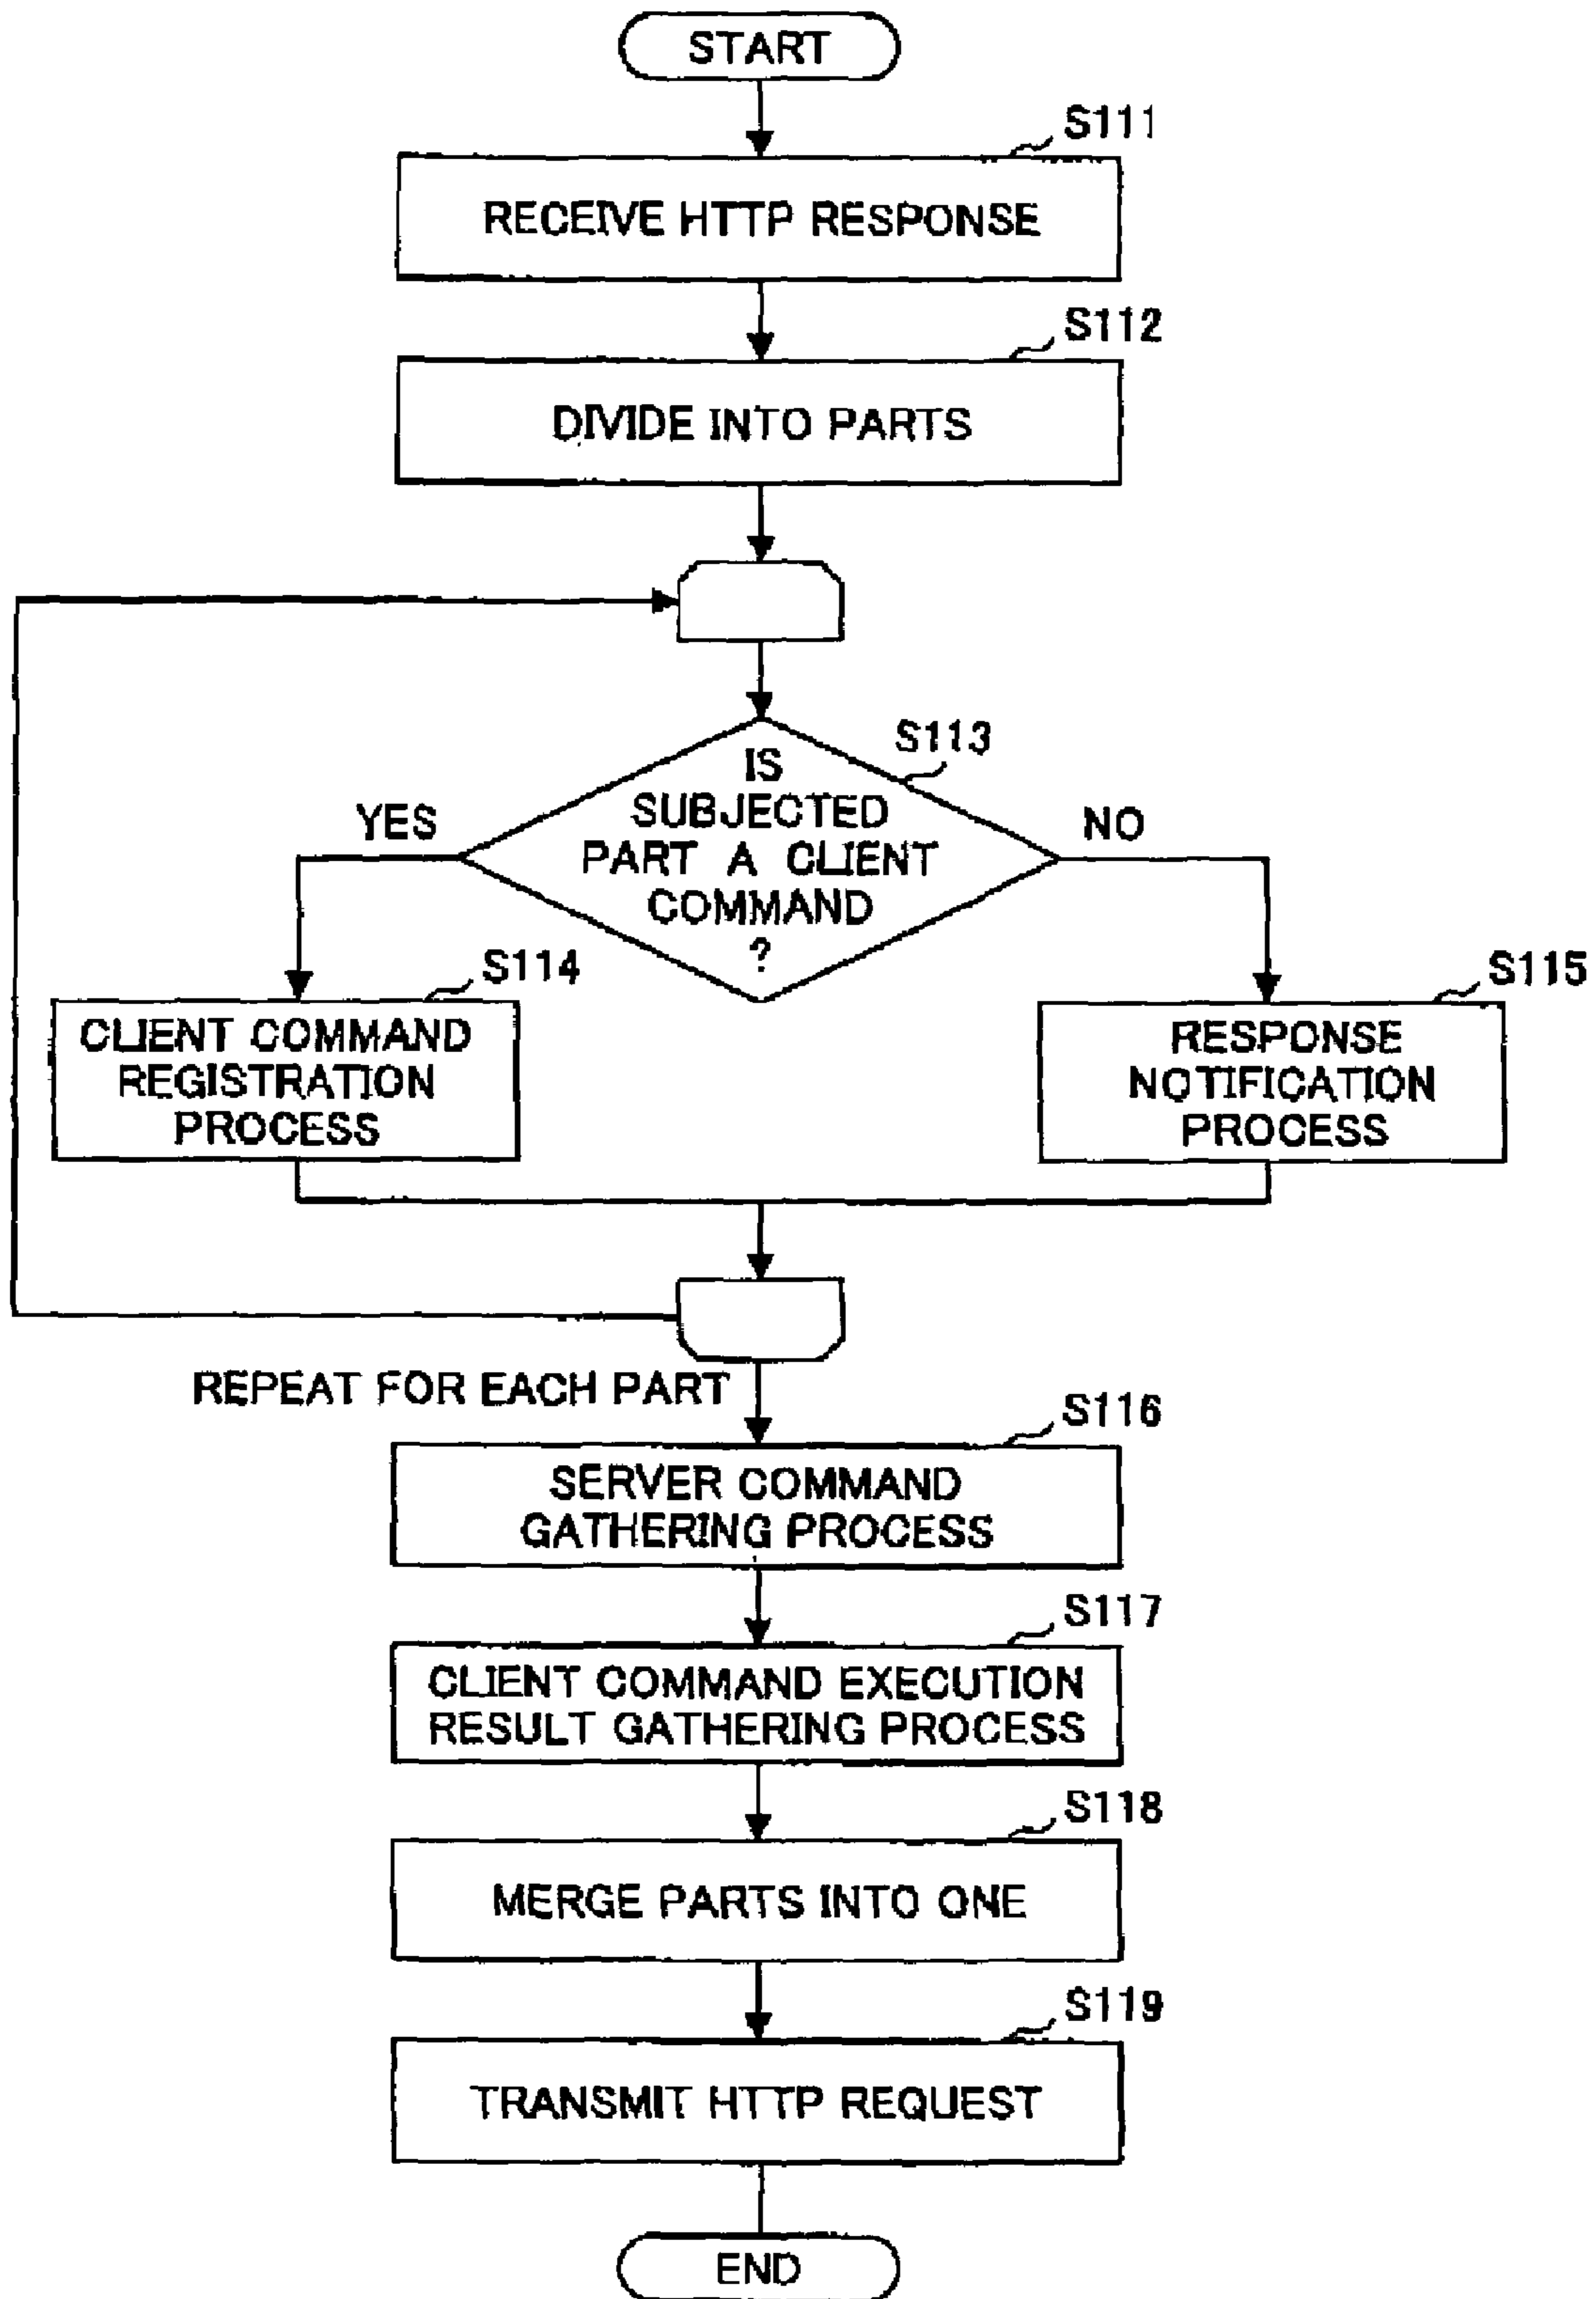 START
S111
RECEIVE HTTP RESPONSE
S112
DIVIDE INTO PARTS
S113
IS
SUBJECTED
PART A CLIENT
COMMAND
?
YES
NO
S114
CLIENT COMMAND
REGISTRATION
PROCESS
S115
RESPONSE
NOTIFICATION
PROCESS
REPEAT FOR EACH PART
S116
SERVER COMMAND
GATHERING PROCESS
S117
CLIENT COMMAND EXECUTION
RESULT GATHERING PROCESS
S118
MERGE PARTS INTO ONE
S119
TRANSMIT HTTP REQUEST
END